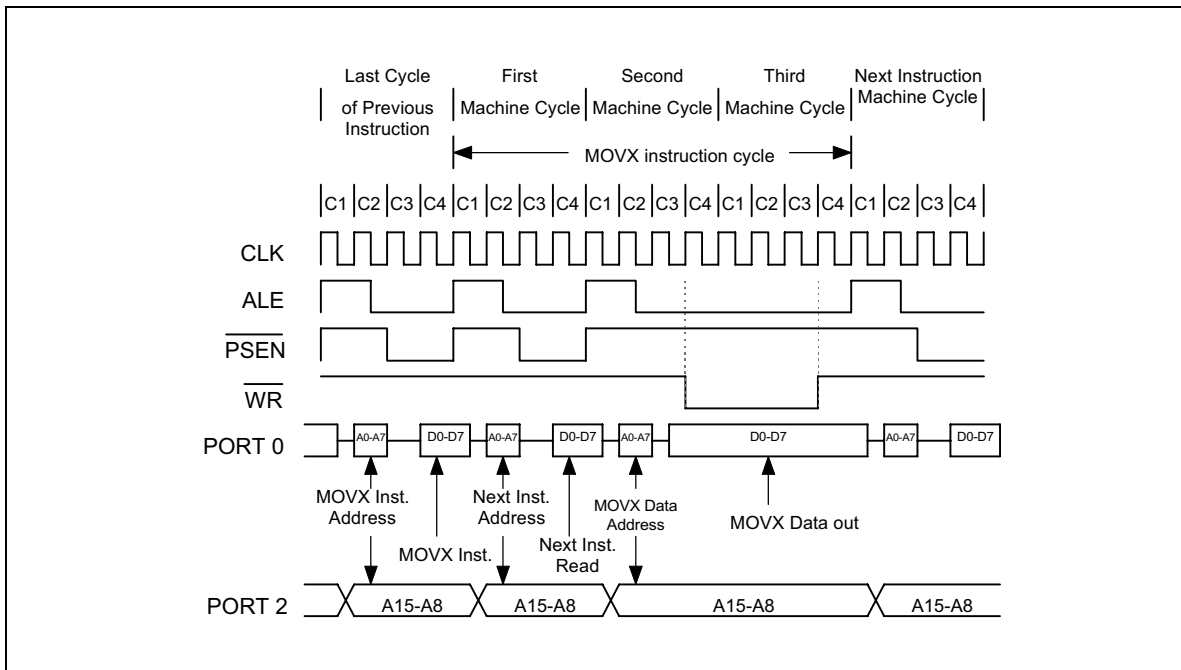 Last Cycle
of Previous
Instruction
First
Machine Cycle
Second
Machine Cycle
Third
Machine Cycle
Next Instruction
Machine Cycle
MOVX instruction cycle
C1 C2 C3 C4 C1 C2 C3 C4 C1 C2 C3 C4 C1 C2 C3 C4 C1 C2 C3 C4
CLK
ALE
PSEN
WR
PORT 0
A0-A7 D0-D7 A0-A7 D0-D7 A0-A7 D0-D7 A0-A7 D0-D7
MOVX Inst.
Address
MOVX Inst.
Next Inst.
Address
Next Inst.
Read
MOVX Data
Address
MOVX Data out
PORT 2
A15-A8 A15-A8 A15-A8 A15-A8